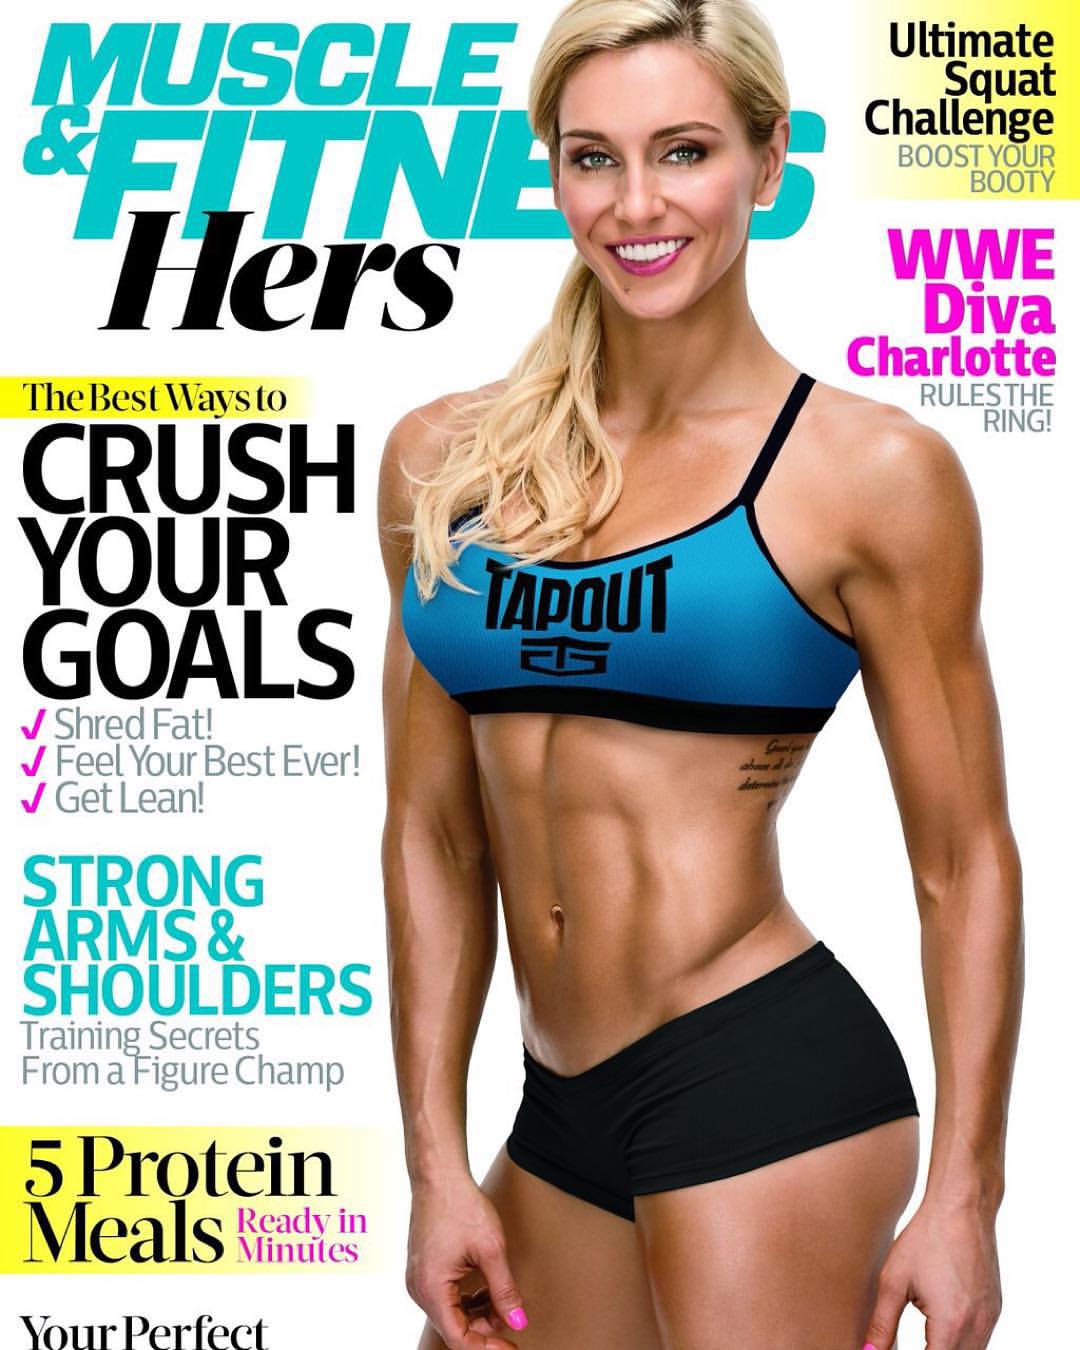 MUSCLE
& FITNESS
Hers
Ultimate
Squat
Challenge
BOOST YOUR
BOOTY
WWE
Diva
Charlotte
RULES THE
RING!
The Best Ways to
CRUSH
YOUR
GOALS
✓ Shred Fat!
✓ Feel Your Best Ever!
✓ Get Lean!
TAPOUT
STRONG
ARMS &
SHOULDERS
Training Secrets
From a Figure Champ
5 Protein
Meals Ready in
Minutes
Your Perfect